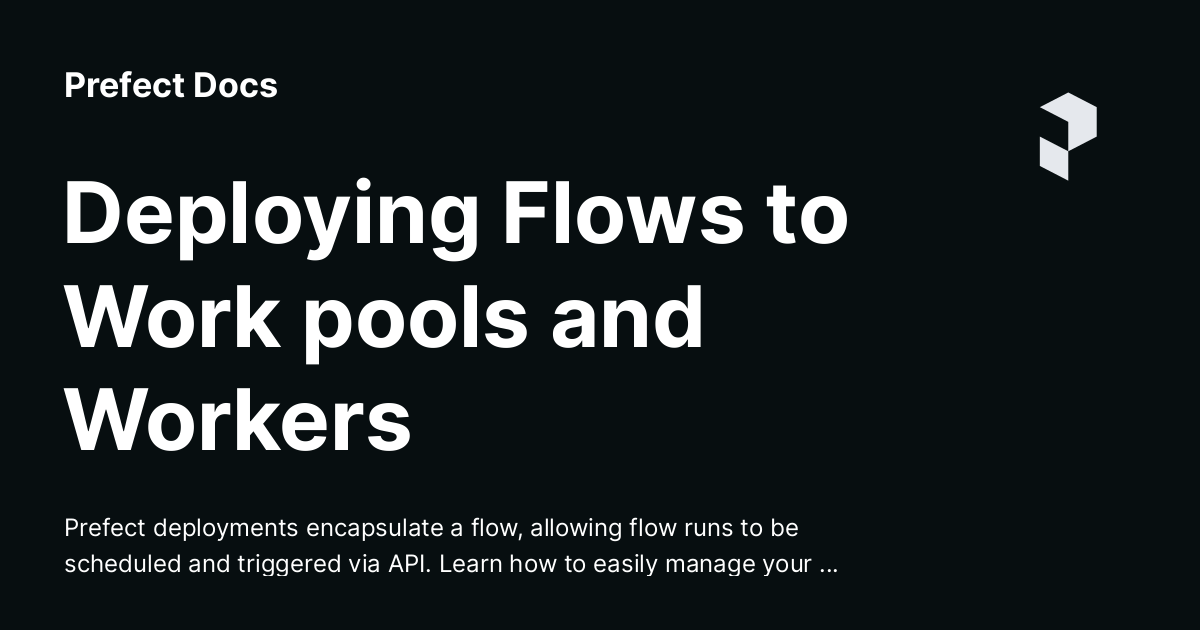 Prefect Docs
Deploying Flows to
Work pools and
Workers
Prefect deployments encapsulate a flow, allowing flow runs to be
scheduled and triggered via API. Learn how to easily manage your ...